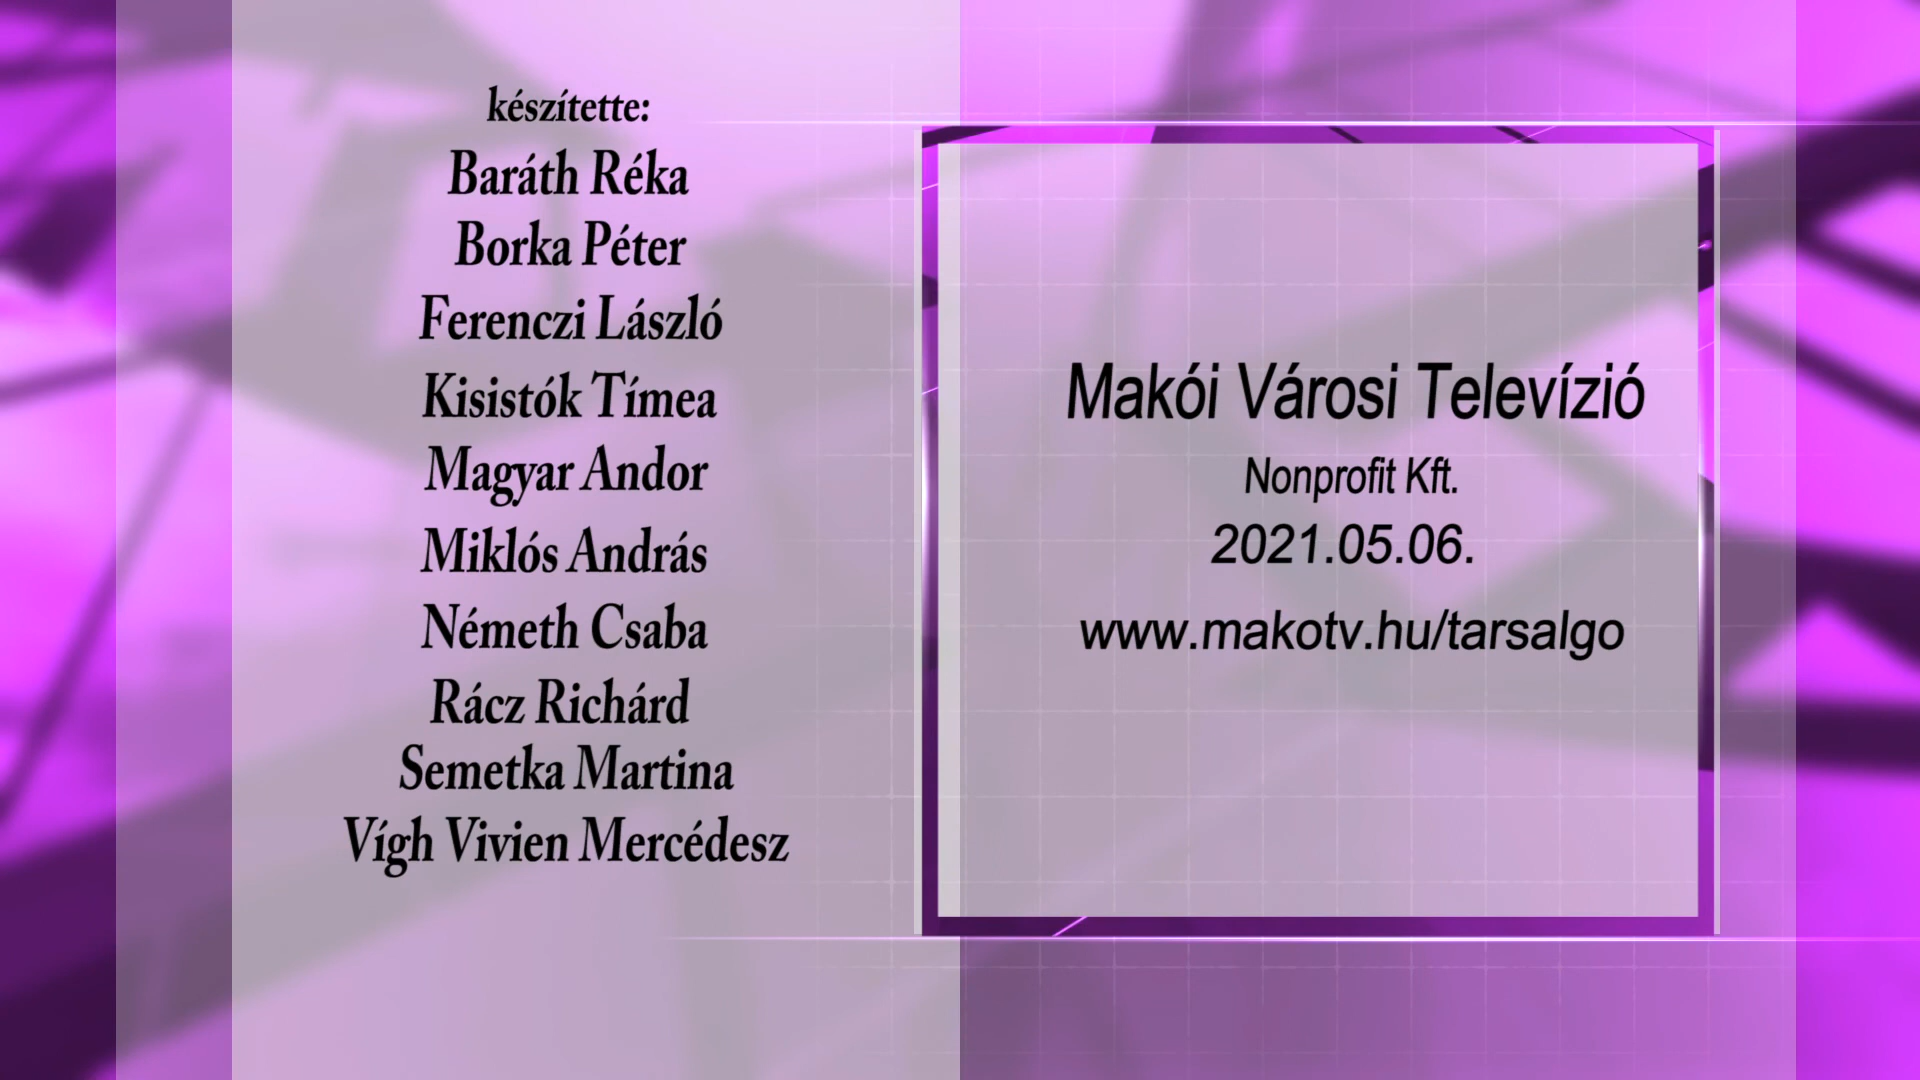 készítette:
Baráth Réka
Borka Péter
Ferenczi László
Kisistók Tímea
Magyar Andor
Miklós András
Németh Csaba
Rácz Richárd
Semetka Martina
Vígh Vivien Mercédesz
Makói Városi Televízió
Nonprofit Kft.
2021.05.06.
www.makotv.hu/tarsalgo